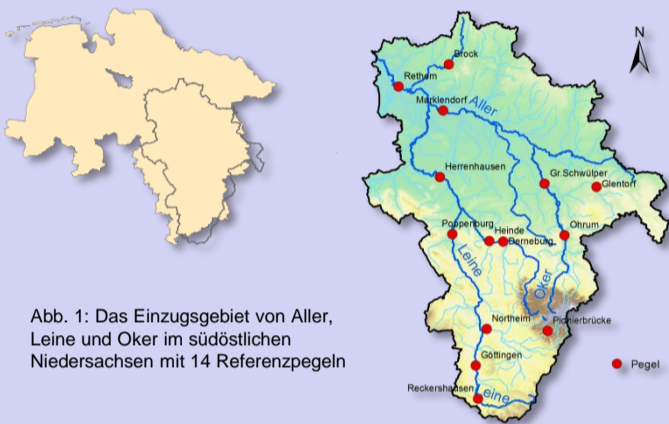 N
Brock
Rethem
Marklendorf
Aller
Herrenhausen
Gr.Schwülper
Glentorf
Poppenburg
Heinde
Derneburg
Ohrum
Leine
Oker
Northeim
Pionierbrücke
Göttingen
Reckershausen
Leine
Pegel
Abb. 1: Das Einzugsgebiet von Aller,
Leine und Oker im südöstlichen
Niedersachsen mit 14 Referenzpegeln